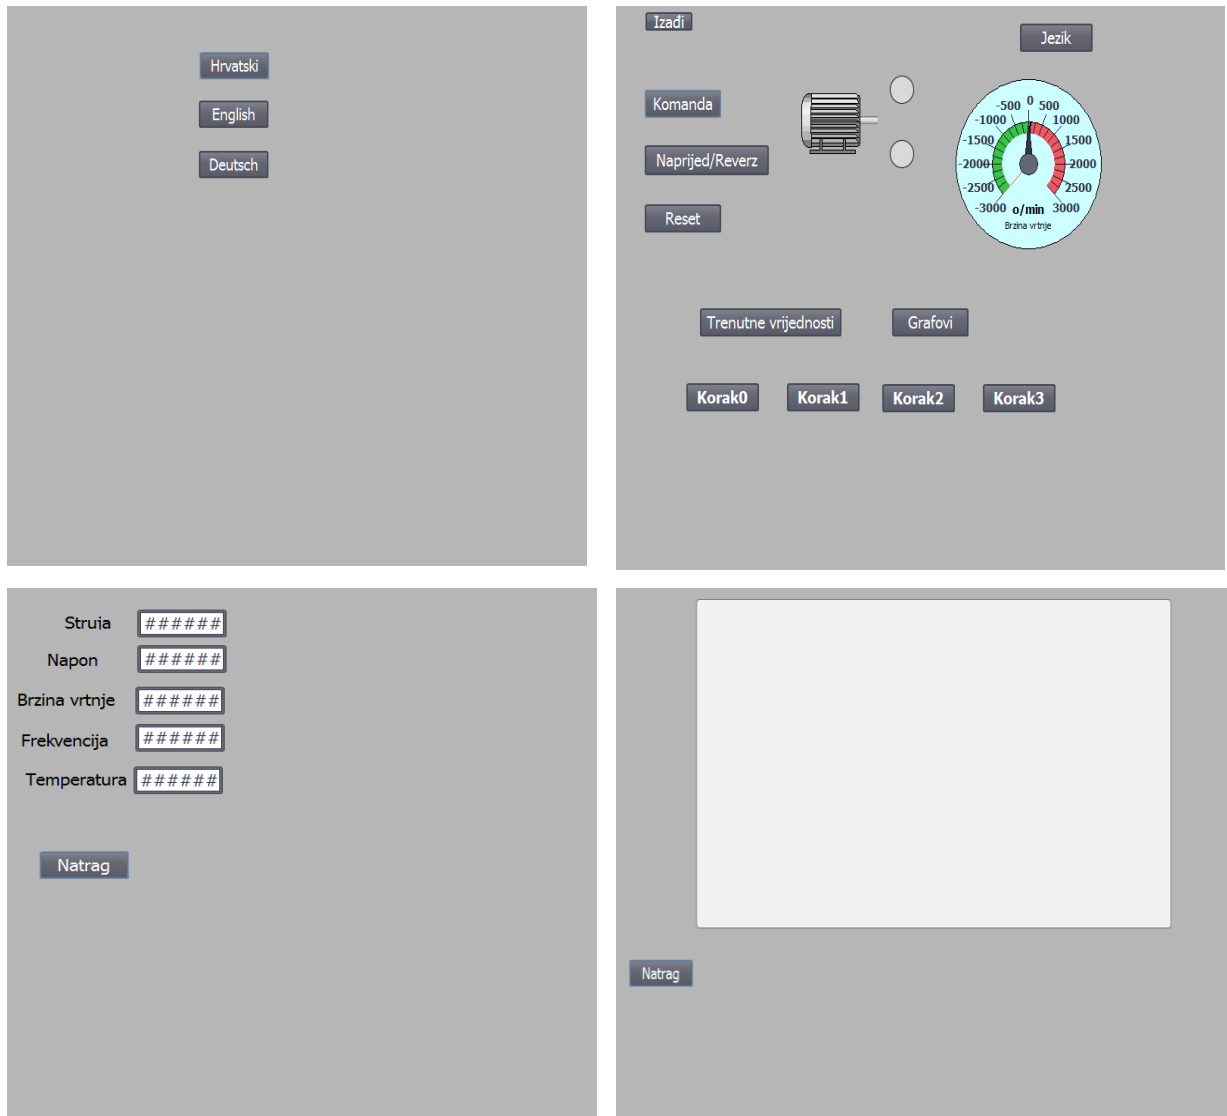 Hrvatski
English
Deutsch
Izađi
Jezik
Komanda
Naprijed/Reverz
Reset
-500 0 500
-1000 1000
-1500 1500
-2000 2000
-2500 2500
-3000 o/min 3000
Brzina vrtnje
Trenutne vrijednosti Grafovi
Korak0 Korak1 Korak2 Korak3
Struja ######
Napon ######
Brzina vrtnje ######
Frekvencija ######
Temperatura ######
Natrag
Natrag